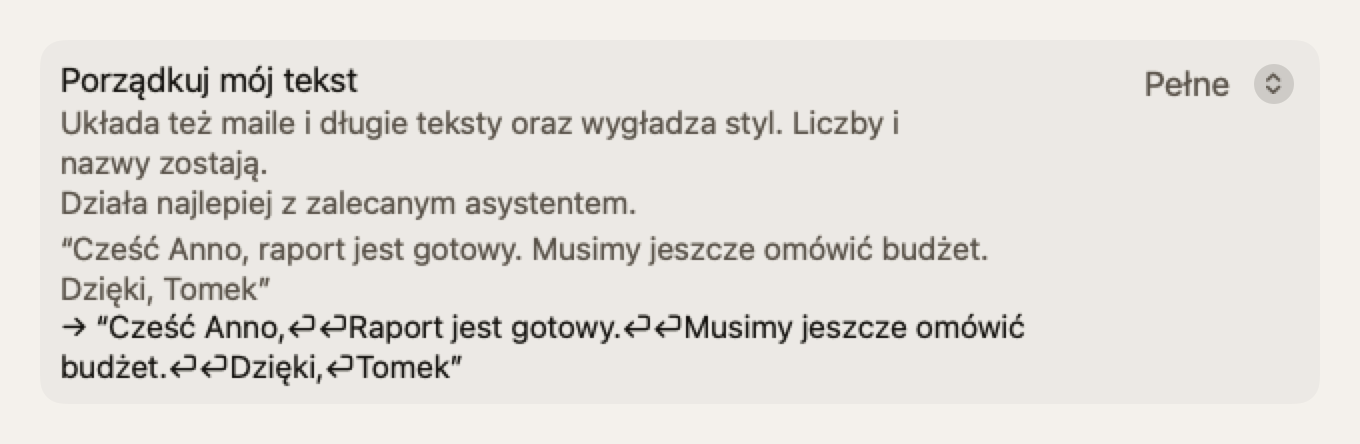 Porządkuj mój tekst
Pełne
Układa też maile i długie teksty oraz wygładza styl. Liczby i
nazwy zostają.
Działa najlepiej z zalecanym asystentem.
“Cześć Anno, raport jest gotowy. Musimy jeszcze omówić budżet.
Dzięki, Tomek”
→ “Cześć Anno,⏎⏎Raport jest gotowy.⏎⏎Musimy jeszcze omówić
budżet.⏎⏎Dzięki,⏎Tomek”